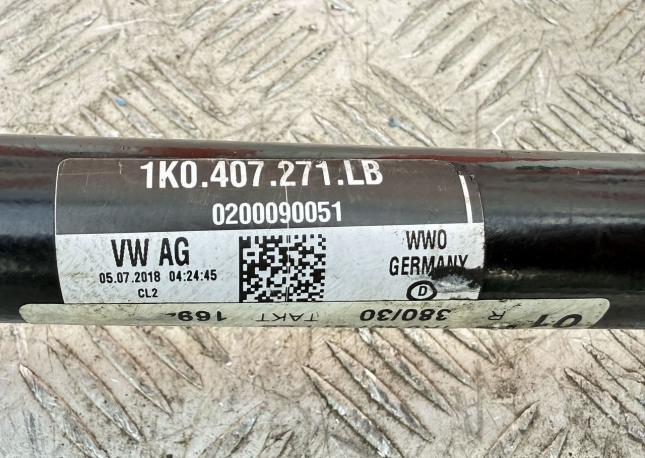 1K0.407.271.LB
0200090051
VW AG
05.07.2018 04:24:45
CL2
WWO
GERMANY
D
TAKT
380/30
R